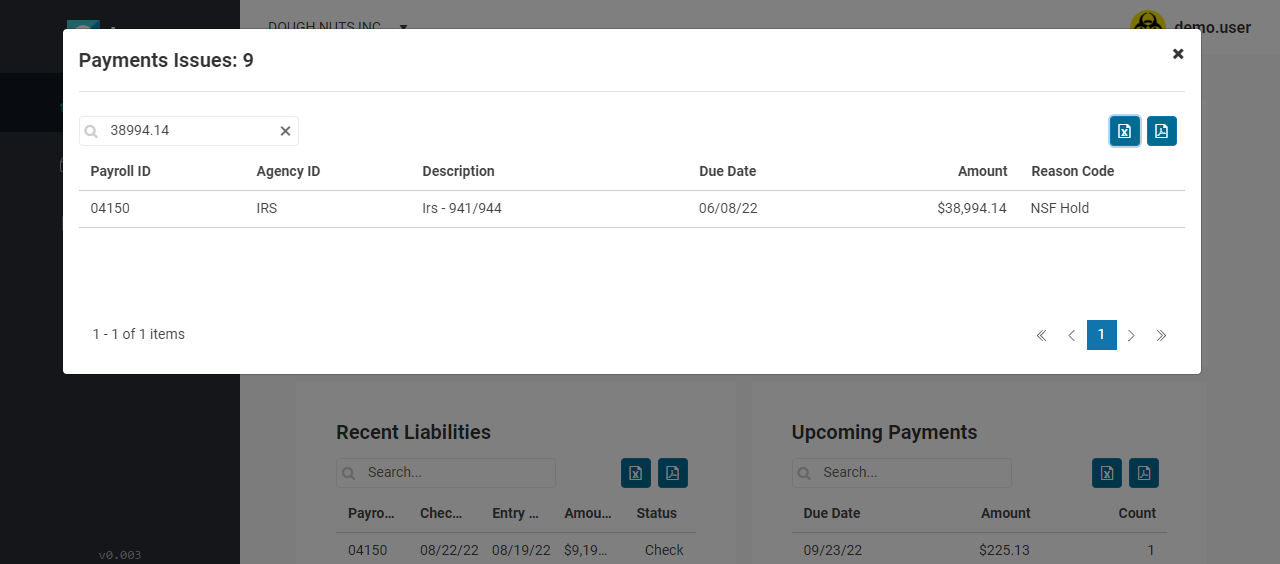 DOUGH NUTS INC
demo.user
Payments Issues: 9
38994.14
Payroll ID Agency ID Description Due Date Amount Reason Code
04150 IRS Irs - 941/944 06/08/22 $38,994.14 NSF Hold
1 - 1 of 1 items
1
Recent Liabilities
Search...
Payro... Chec... Entry ... Amou... Status
04150 08/22/22 08/19/22 $9,19... Check
Upcoming Payments
Search...
Due Date Amount Count
09/23/22 $225.13 1
v0.003